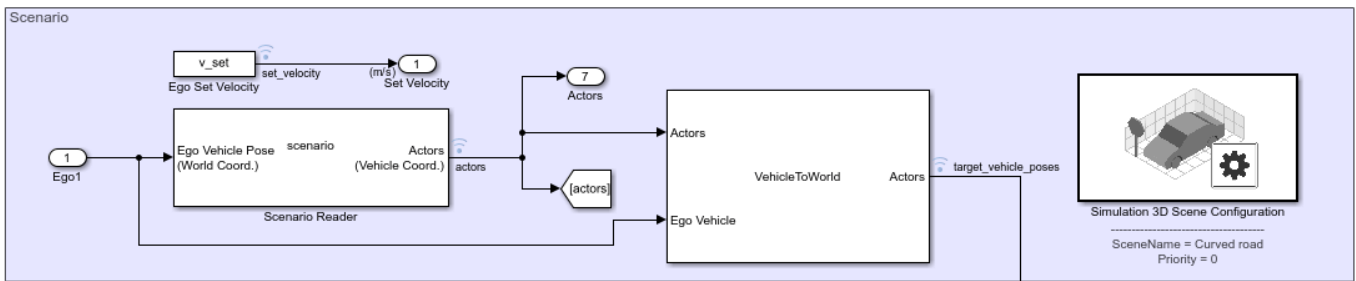 Scenario
v_set
set_velocity
Ego Set Velocity
(m/s)
1
Set Velocity
7
Actors
1
Ego1
Ego Vehicle Pose
(World Coord.)
scenario
Actors
(Vehicle Coord.)
actors
Scenario Reader
[actors]
Actors
Ego Vehicle
VehicleToWorld
Actors
target_vehicle_poses
Simulation 3D Scene Configuration
----------------------------------------
SceneName = Curved road
Priority = 0